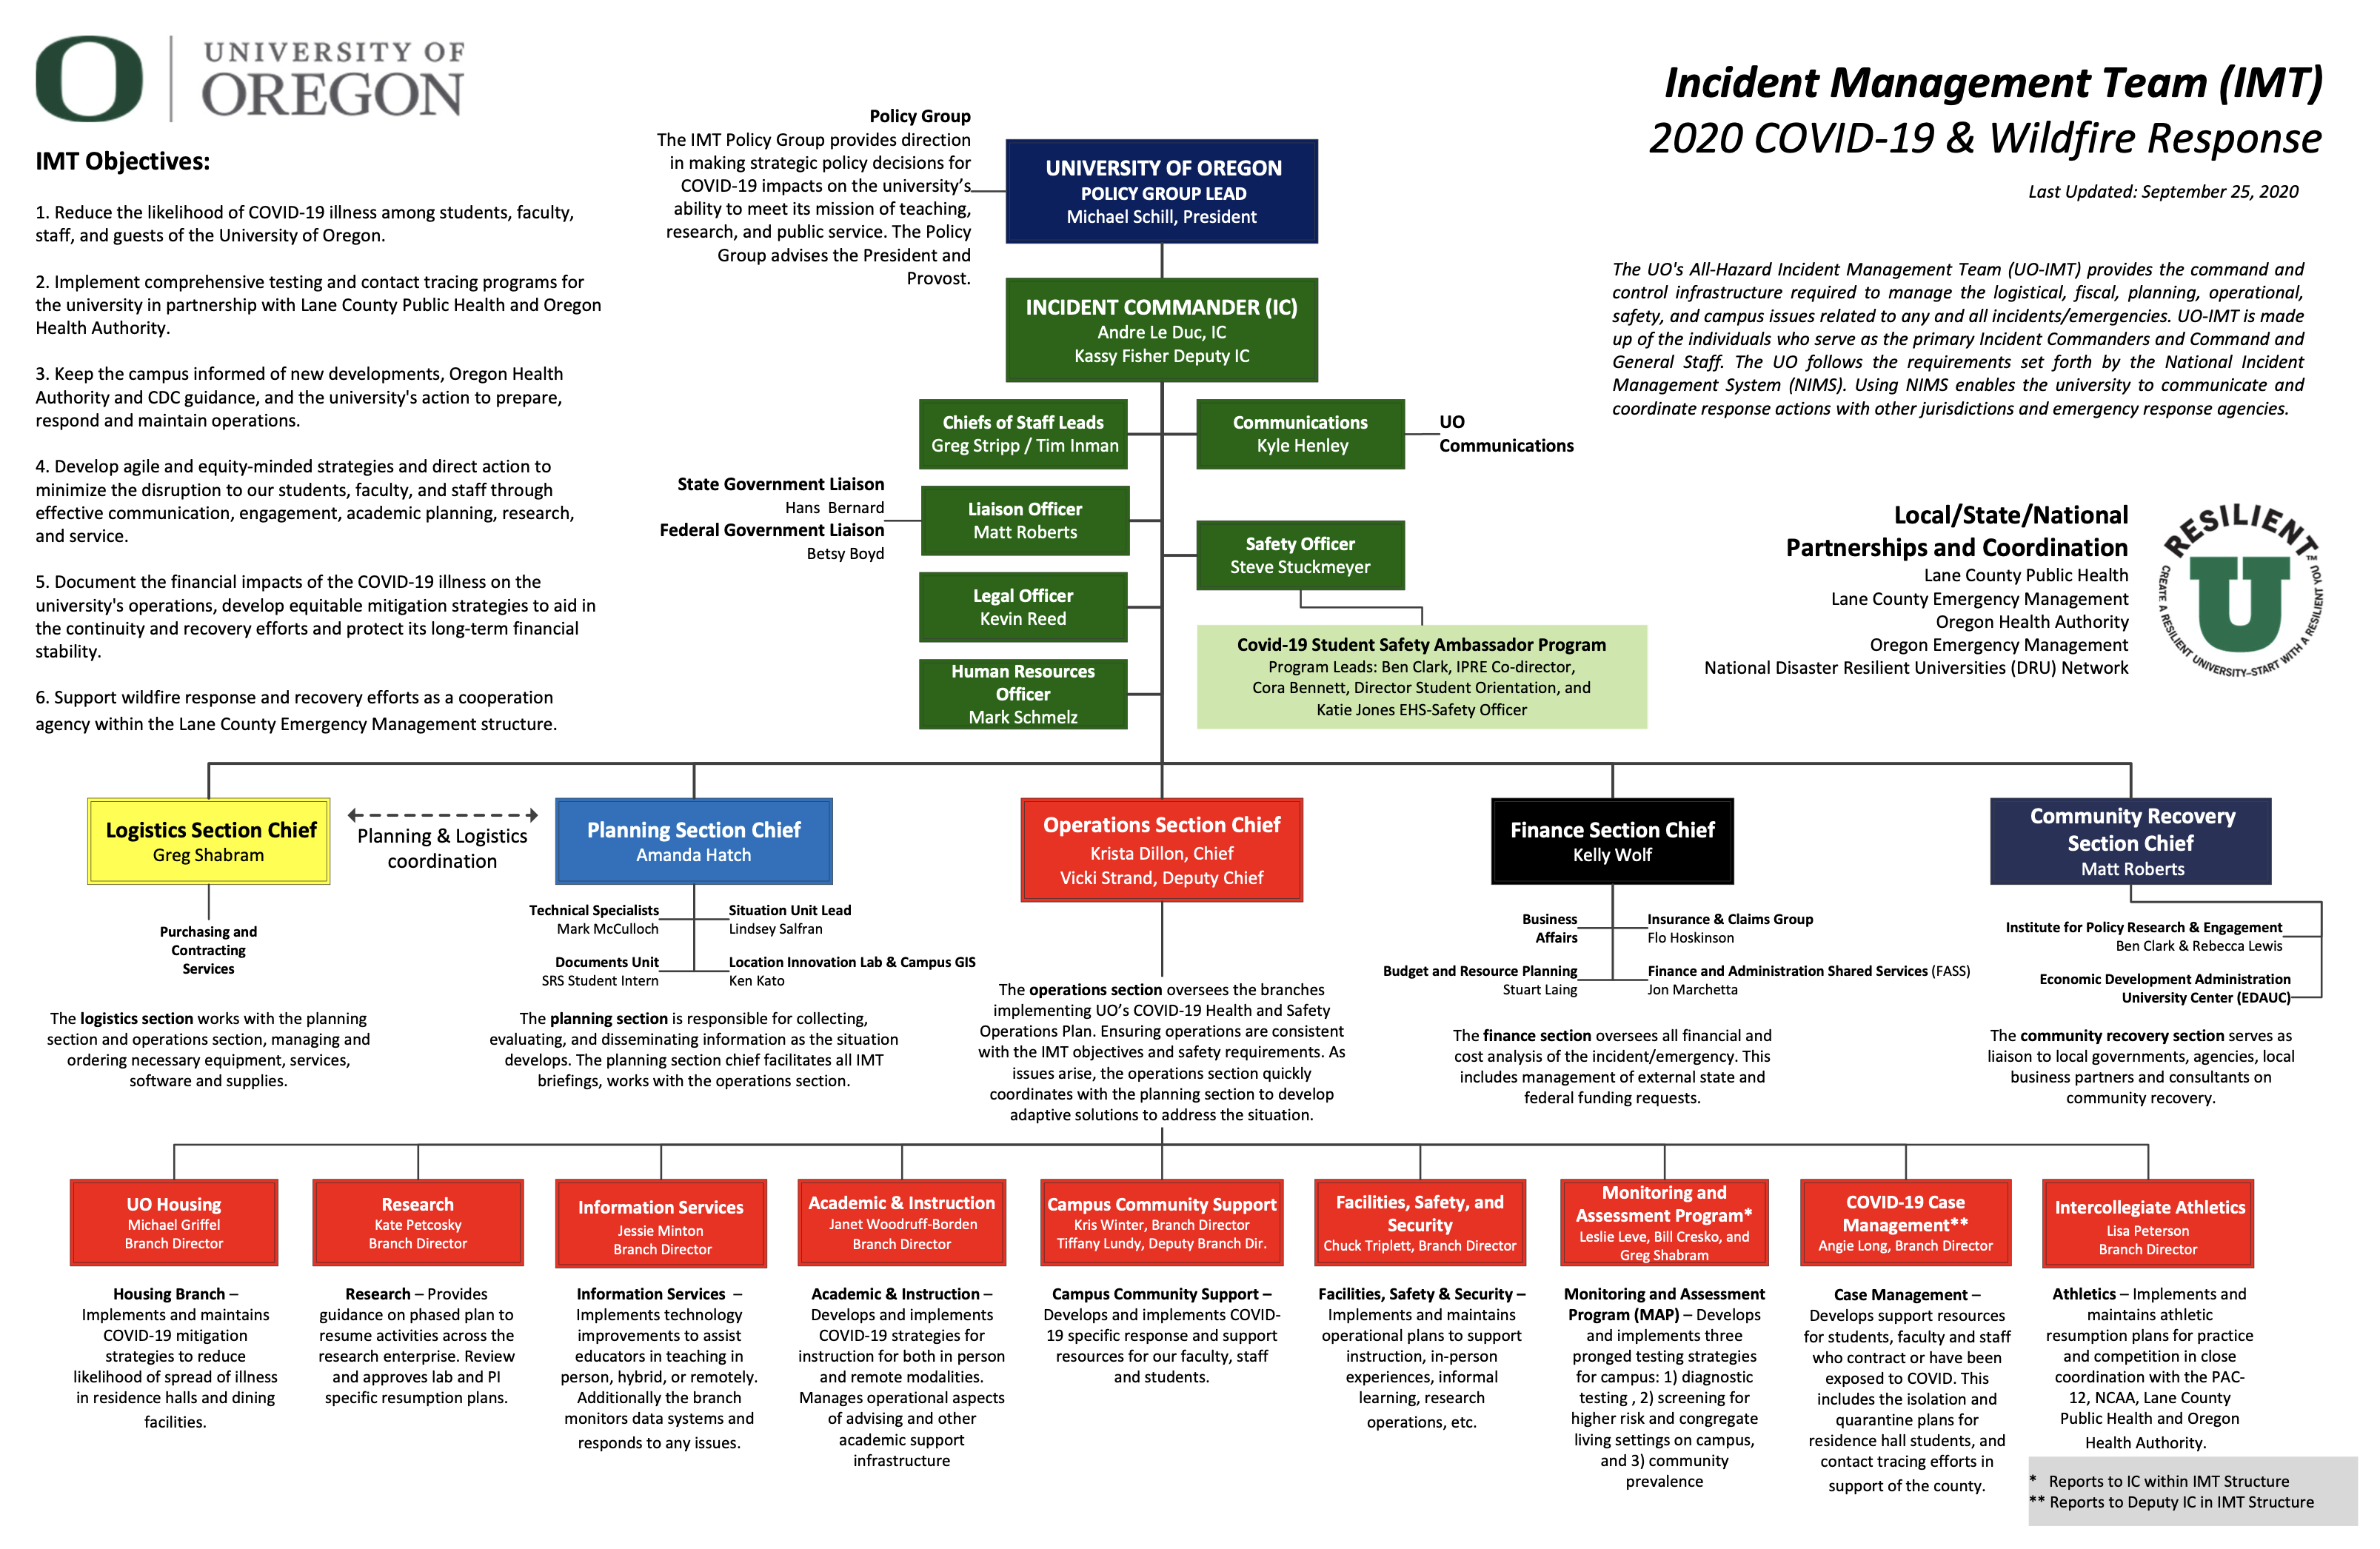 UNIVERSITY OF
OREGON
Incident Management Team (IMT)
2020 COVID-19 & Wildfire Response
Last Updated: September 25, 2020
IMT Objectives:
1. Reduce the likelihood of COVID-19 illness among students, faculty,
staff, and guests of the University of Oregon.
2. Implement comprehensive testing and contact tracing programs for
the university in partnership with Lane County Public Health and Oregon
Health Authority.
3. Keep the campus informed of new developments, Oregon Health
Authority and CDC guidance, and the university's action to prepare,
respond and maintain operations.
4. Develop agile and equity-minded strategies and direct action to
minimize the disruption to our students, faculty, and staff through
effective communication, engagement, academic planning, research,
and service.
5. Document the financial impacts of the COVID-19 illness on the
university's operations, develop equitable mitigation strategies to aid in
the continuity and recovery efforts and protect its long-term financial
stability.
6. Support wildfire response and recovery efforts as a cooperation
agency within the Lane County Emergency Management structure.
Policy Group
The IMT Policy Group provides direction
in making strategic policy decisions for
COVID-19 impacts on the university’s
ability to meet its mission of teaching,
research, and public service. The Policy
Group advises the President and
Provost.
UNIVERSITY OF OREGON
POLICY GROUP LEAD
Michael Schill, President
INCIDENT COMMANDER (IC)
Andre Le Duc, IC
Kassy Fisher Deputy IC
The UO's All-Hazard Incident Management Team (UO-IMT) provides the command and
control infrastructure required to manage the logistical, fiscal, planning, operational,
safety, and campus issues related to any and all incidents/emergencies. UO-IMT is made
up of the individuals who serve as the primary Incident Commanders and Command and
General Staff. The UO follows the requirements set forth by the National Incident
Management System (NIMS). Using NIMS enables the university to communicate and
coordinate response actions with other jurisdictions and emergency response agencies.
Chiefs of Staff Leads
Greg Stripp / Tim Inman
Communications
Kyle Henley
UO
Communications
State Government Liaison
Hans Bernard
Federal Government Liaison
Betsy Boyd
Liaison Officer
Matt Roberts
Safety Officer
Steve Stuckmeyer
Legal Officer
Kevin Reed
Human Resources
Officer
Mark Schmelz
Covid-19 Student Safety Ambassador Program
Program Leads: Ben Clark, IPRE Co-director,
Cora Bennett, Director Student Orientation, and
Katie Jones EHS-Safety Officer
Local/State/National
Partnerships and Coordination
Lane County Public Health
Lane County Emergency Management
Oregon Health Authority
Oregon Emergency Management
National Disaster Resilient Universities (DRU) Network
RESILIENT™
U
CREATE A RESILIENT UNIVERSITY–START WITH A RESILIENT YOU
Logistics Section Chief
Greg Shabram
Planning & Logistics
coordination
Planning Section Chief
Amanda Hatch
Operations Section Chief
Krista Dillon, Chief
Vicki Strand, Deputy Chief
Finance Section Chief
Kelly Wolf
Community Recovery
Section Chief
Matt Roberts
Purchasing and
Contracting
Services
The logistics section works with the planning
section and operations section, managing and
ordering necessary equipment, services,
software and supplies.
Technical Specialists
Mark McCulloch
Situation Unit Lead
Lindsey Salfran
Documents Unit
SRS Student Intern
Location Innovation Lab & Campus GIS
Ken Kato
The planning section is responsible for collecting,
evaluating, and disseminating information as the situation
develops. The planning section chief facilitates all IMT
briefings, works with the operations section.
The operations section oversees the branches
implementing UO’s COVID-19 Health and Safety
Operations Plan. Ensuring operations are consistent
with the IMT objectives and safety requirements. As
issues arise, the operations section quickly
coordinates with the planning section to develop
adaptive solutions to address the situation.
Business
Affairs
Insurance & Claims Group
Flo Hoskinson
Budget and Resource Planning
Stuart Laing
Finance and Administration Shared Services (FASS)
Jon Marchetta
The finance section oversees all financial and
cost analysis of the incident/emergency. This
includes management of external state and
federal funding requests.
Institute for Policy Research & Engagement
Ben Clark & Rebecca Lewis
Economic Development Administration
University Center (EDAUC)
The community recovery section serves as
liaison to local governments, agencies, local
business partners and consultants on
community recovery.
UO Housing
Michael Griffel
Branch Director
Housing Branch –
Implements and maintains
COVID-19 mitigation
strategies to reduce
likelihood of spread of illness
in residence halls and dining
facilities.
Research
Kate Petcosky
Branch Director
Research – Provides
guidance on phased plan to
resume activities across the
research enterprise. Review
and approves lab and PI
specific resumption plans.
Information Services
Jessie Minton
Branch Director
Information Services –
Implements technology
improvements to assist
educators in teaching in
person, hybrid, or remotely.
Additionally the branch
monitors data systems and
responds to any issues.
Academic & Instruction
Janet Woodruff-Borden
Branch Director
Academic & Instruction –
Develops and implements
COVID-19 strategies for
instruction for both in person
and remote modalities.
Manages operational aspects
of advising and other
academic support
infrastructure
Campus Community Support
Kris Winter, Branch Director
Tiffany Lundy, Deputy Branch Dir.
Campus Community Support –
Develops and implements COVID-
19 specific response and support
resources for our faculty, staff
and students.
Facilities, Safety, and
Security
Chuck Triplett, Branch Director
Facilities, Safety & Security –
Implements and maintains
operational plans to support
instruction, in-person
experiences, informal
learning, research
operations, etc.
Monitoring and
Assessment Program*
Leslie Leve, Bill Cresko, and
Greg Shabram
Monitoring and Assessment
Program (MAP) – Develops
and implements three
pronged testing strategies
for campus: 1) diagnostic
testing , 2) screening for
higher risk and congregate
living settings on campus,
and 3) community
prevalence
COVID-19 Case
Management**
Angie Long, Branch Director
Case Management –
Develops support resources
for students, faculty and staff
who contract or have been
exposed to COVID. This
includes the isolation and
quarantine plans for
residence hall students, and
contact tracing efforts in
support of the county.
Intercollegiate Athletics
Lisa Peterson
Branch Director
Athletics – Implements and
maintains athletic
resumption plans for practice
and competition in close
coordination with the PAC-
12, NCAA, Lane County
Public Health and Oregon
Health Authority.
* Reports to IC within IMT Structure
** Reports to Deputy IC in IMT Structure